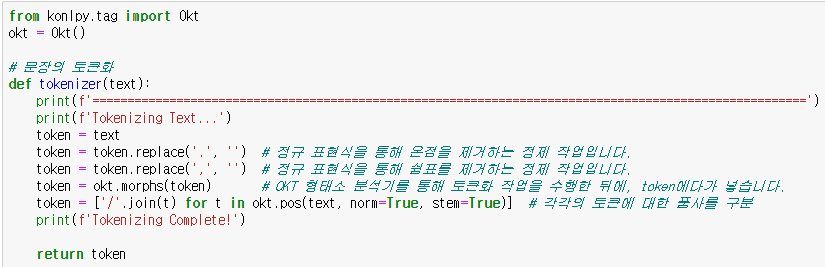 from konlpy.tag import Okt
okt = Okt()
# 문장의 토큰화
def tokenizer(text):
print(f'======================================================================================================')
print(f'Tokenizing Text...')
token = text
token = token.replace('.', '') # 정규 표현식을 통해 온점을 제거하는 정제 작업입니다.
token = token.replace(',', '') # 정규 표현식을 통해 쉼표를 제거하는 정제 작업입니다.
token = okt.morphs(token) # OKT 형태소 분석기를 통해 토큰화 작업을 수행한 뒤에, token에다가 넣습니다.
token = ['/'.join(t) for t in okt.pos(text, norm=True, stem=True)] # 각각의 토큰에 대한 품사를 구분
print(f'Tokenizing Complete!')
return token